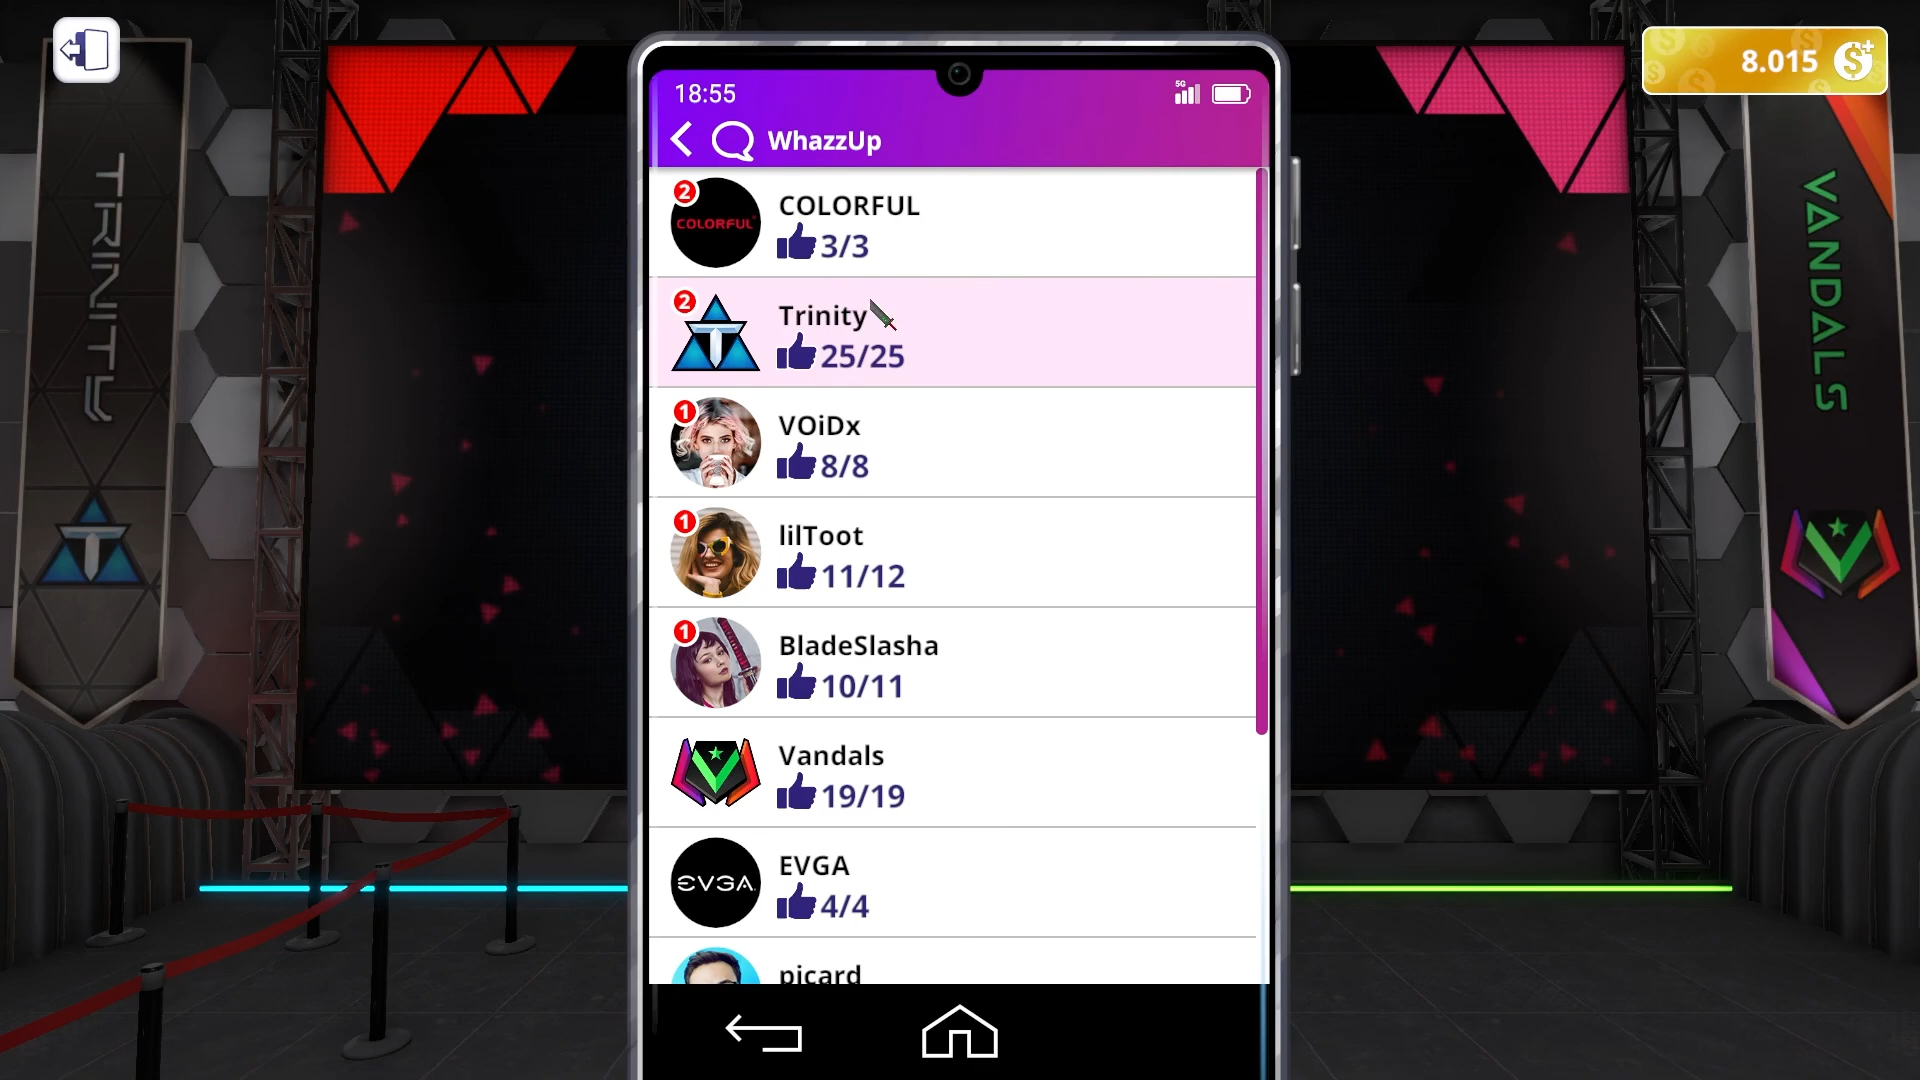 8.015
18:55
5G
WhazzUp
2
COLORFUL
COLORFUL
3/3
2
Trinity
25/25
1
VOiDx
8/8
1
lilToot
11/12
1
BladeSlasha
10/11
Vandals
19/19
EVGA
EVGA
4/4
picard
TRINITY
VANDALS